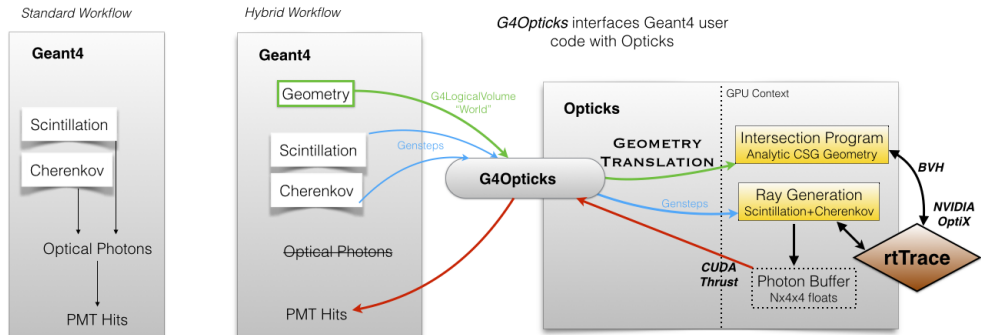 Standard Workflow
Geant4
Scintillation
Cherenkov
Optical Photons
PMT Hits
Hybrid Workflow
Geant4
Geometry
Scintillation
Cherenkov
Optical Photons
PMT Hits
G4LogicalVolume
"World"
Gensteps
G4Opticks
G4Opticks interfaces Geant4 user
code with Opticks
Opticks
GPU Context
GEOMETRY
TRANSLATION
Gensteps
Intersection Program
Analytic CSG Geometry
Ray Generation
Scintillation+Cherenkov
BVH
NVIDIA
OptiX
rtTrace
CUDA
Thrust
Photon Buffer
Nx4x4 floats